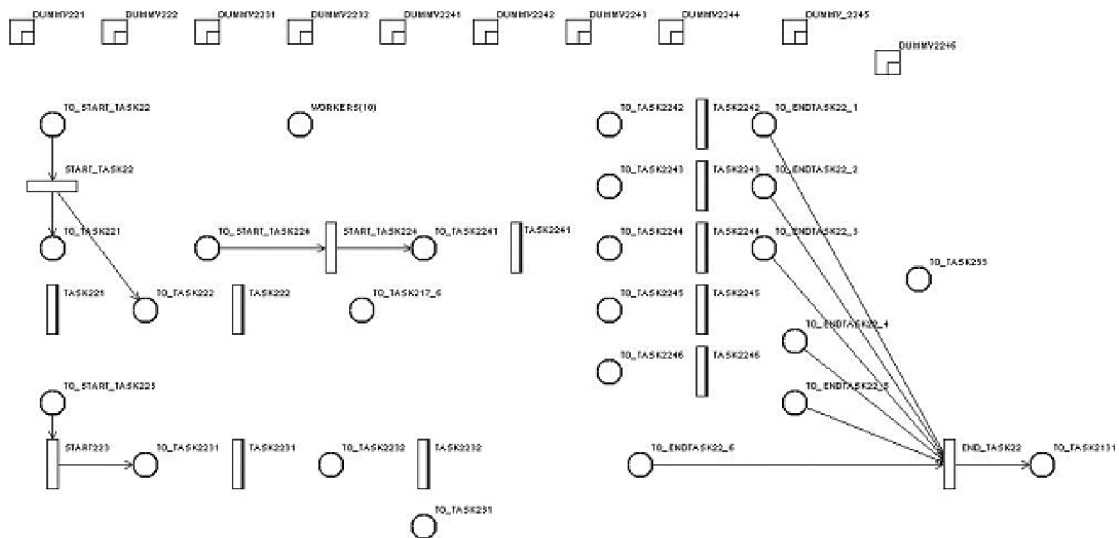 DUMMY221
DUMMY222
DUMMY2231
DUMMY2232
DUMMY2241
DUMMY2242
DUMMY2243
DUMMY2244
DUMMY_2245
DUMMY2246
TO_START_TASK22
WORKERS(10)
TO_TASK2242
TASK2242
TO_ENDTASK22_1
START_TASK22
TO_TASK2243
TASK2243
TO_ENDTASK22_2
TO_TASK221
TO_START_TASK224
START_TASK224
TO_TASK2241
TASK2241
TO_TASK2244
TASK2244
TO_ENDTASK22_3
TO_TASK233
TASK221
TO_TASK222
TASK222
TO_TASK217_6
TO_TASK2245
TASK2245
TO_ENDTASK22_4
TO_TASK2246
TASK2246
TO_START_TASK223
TO_ENDTASK22_5
START223
TO_TASK2231
TASK2231
TO_TASK2232
TASK2232
TO_ENDTASK22_6
END_TASK22
TO_TASK2131
TO_TASK231